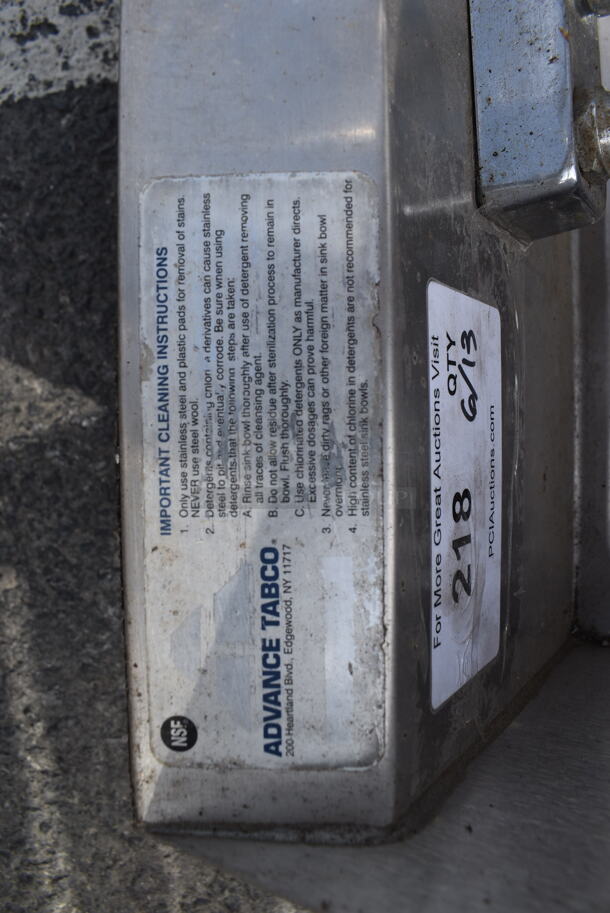 NSF®
ADVANCE TABCO®
200 Heartland Blvd., Edgewood, NY 11717
IMPORTANT CLEANING INSTRUCTIONS
1. Only use stainless steel and plastic pads for removal of stains.
NEVER use steel wool.
2. Detergents containing derivatives can cause stainless
steel to pit and eventually corrode. Be sure when using
detergents that the following steps are taken:
A. Rinse sink bowl thoroughly after use of detergent removing
all traces of cleansing agent.
B. Do not allow residue after sterilization process to remain in
bowl. Flush thoroughly.
C. Use chlorinated detergents ONLY as manufacturer directs.
Excessive dosages can prove harmful.
3. Never leave dirty rags or other foreign matter in sink bowl
overnight.
4. High content of chlorine in detergents are not recommended for
stainless steel sink bowls.
For More Great Auctions Visit
218
QTY
6/13
PCIAuctions.com